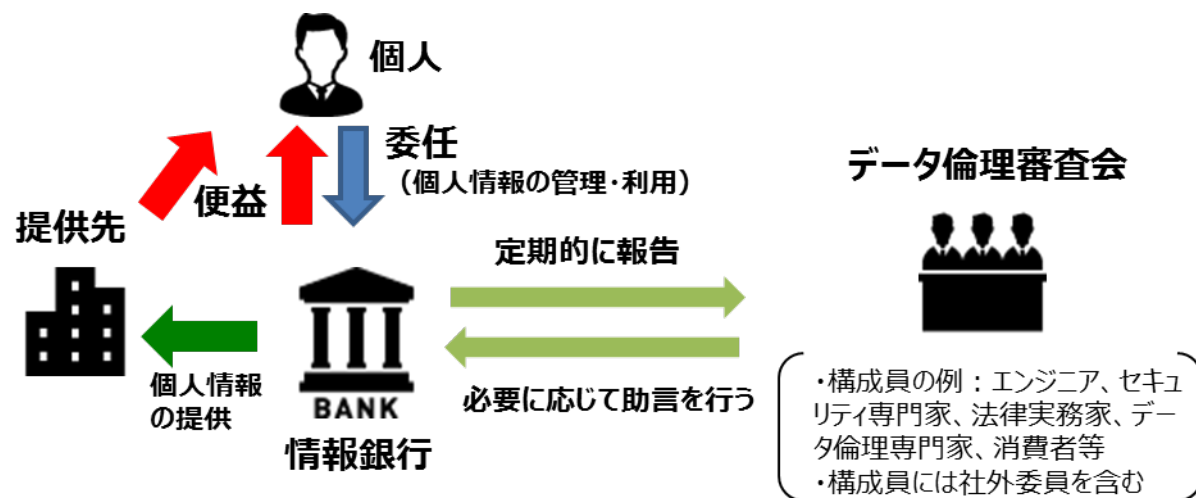 個人
委任
（個人情報の管理・利用）
便益
提供先
データ倫理審査会
定期的に報告
個人情報
の提供
BANK
情報銀行
必要に応じて助言を行う
・構成員の例：エンジニア、セキュ
リティ専門家、法律実務家、デー
タ倫理専門家、消費者等
・構成員には社外委員を含む